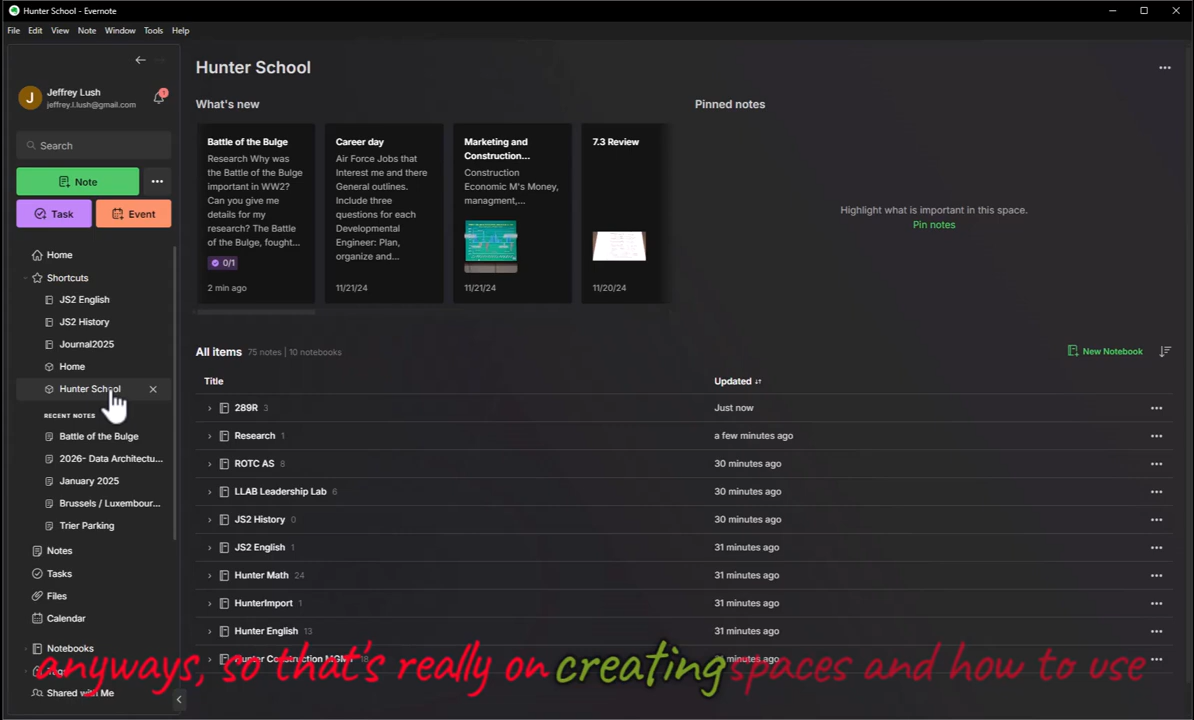 Hunter School - Evernote
File Edit View Note Window Tools Help
J
Jeffrey Lush
jeffrey.l.lush@gmail.com
1
Search
Note
Task
Event
Home
Shortcuts
JS2 English
JS2 History
Journal2025
Home
Hunter School
RECENT NOTES
Battle of the Bulge
2026- Data Architectu...
January 2025
Brussels / Luxembour...
Trier Parking
Notes
Tasks
Files
Calendar
Notebooks
Tags
Shared with Me
Hunter School
What's new
Battle of the Bulge
Research Why was
the Battle of the Bulge
important in WW2?
Can you give me
details for my
research? The Battle
of the Bulge, fought...
0/1
2 min ago
Career day
Air Force Jobs that
Interest me and there
General outlines.
Include three
questions for each
Developmental
Engineer: Plan,
organize and...
11/21/24
Marketing and
Construction...
Construction
Economic M's Money,
managment,...
11/21/24
7.3 Review
11/20/24
Pinned notes
Highlight what is important in this space.
Pin notes
All items 75 notes | 10 notebooks
New Notebook
Title Updated
289R 3 Just now
Research 1 a few minutes ago
ROTC AS 8 30 minutes ago
LLAB Leadership Lab 6 30 minutes ago
JS2 History 0 30 minutes ago
JS2 English 1 31 minutes ago
Hunter Math 24 31 minutes ago
HunterImport 1 31 minutes ago
Hunter English 13 31 minutes ago
Hunter Construction MGMT 18 minutes ago
anyways, so that's really on creating spaces and how to use